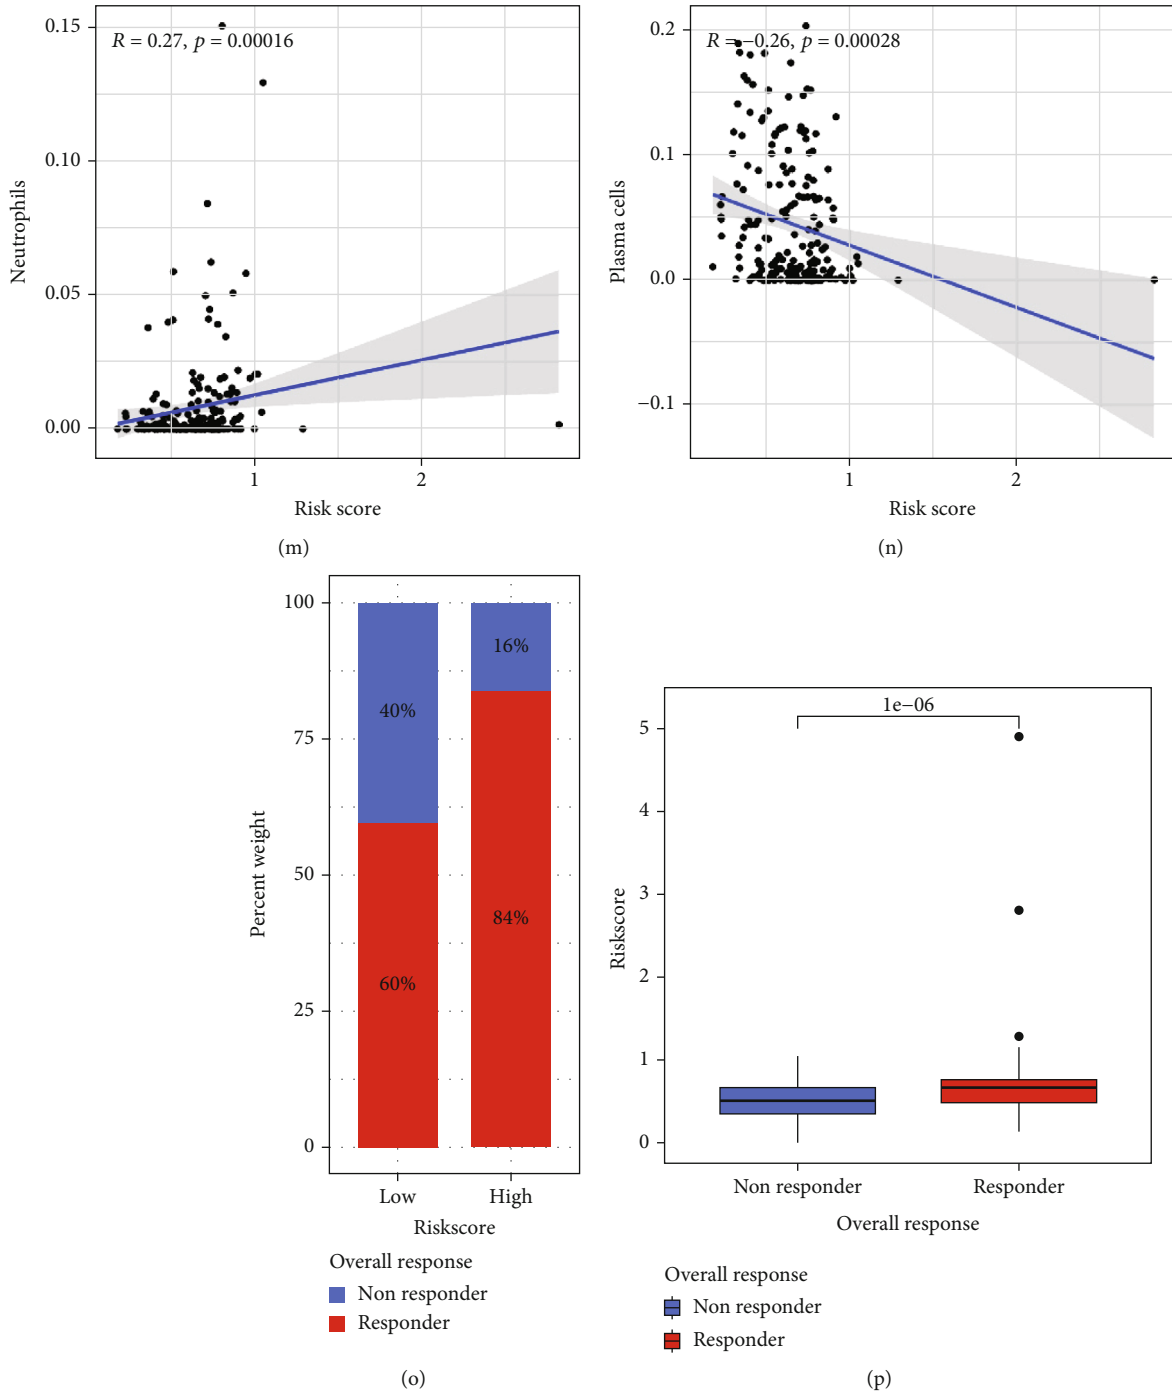 R = 0.27, p = 0.00016
0.15
0.10
0.05
0.00
Neutrophils
1
2
Risk score
(m)
R = −0.26, p = 0.00028
0.2
0.1
0.0
−0.1
Plasma cells
1
2
Risk score
(n)
100
75
50
25
0
Percent weight
40%
60%
16%
84%
Low
High
Riskscore
Overall response
Non responder
Responder
(o)
1e−06
5
4
3
2
1
0
Riskscore
Non responder
Responder
Overall response
Overall response
Non responder
Responder
(p)